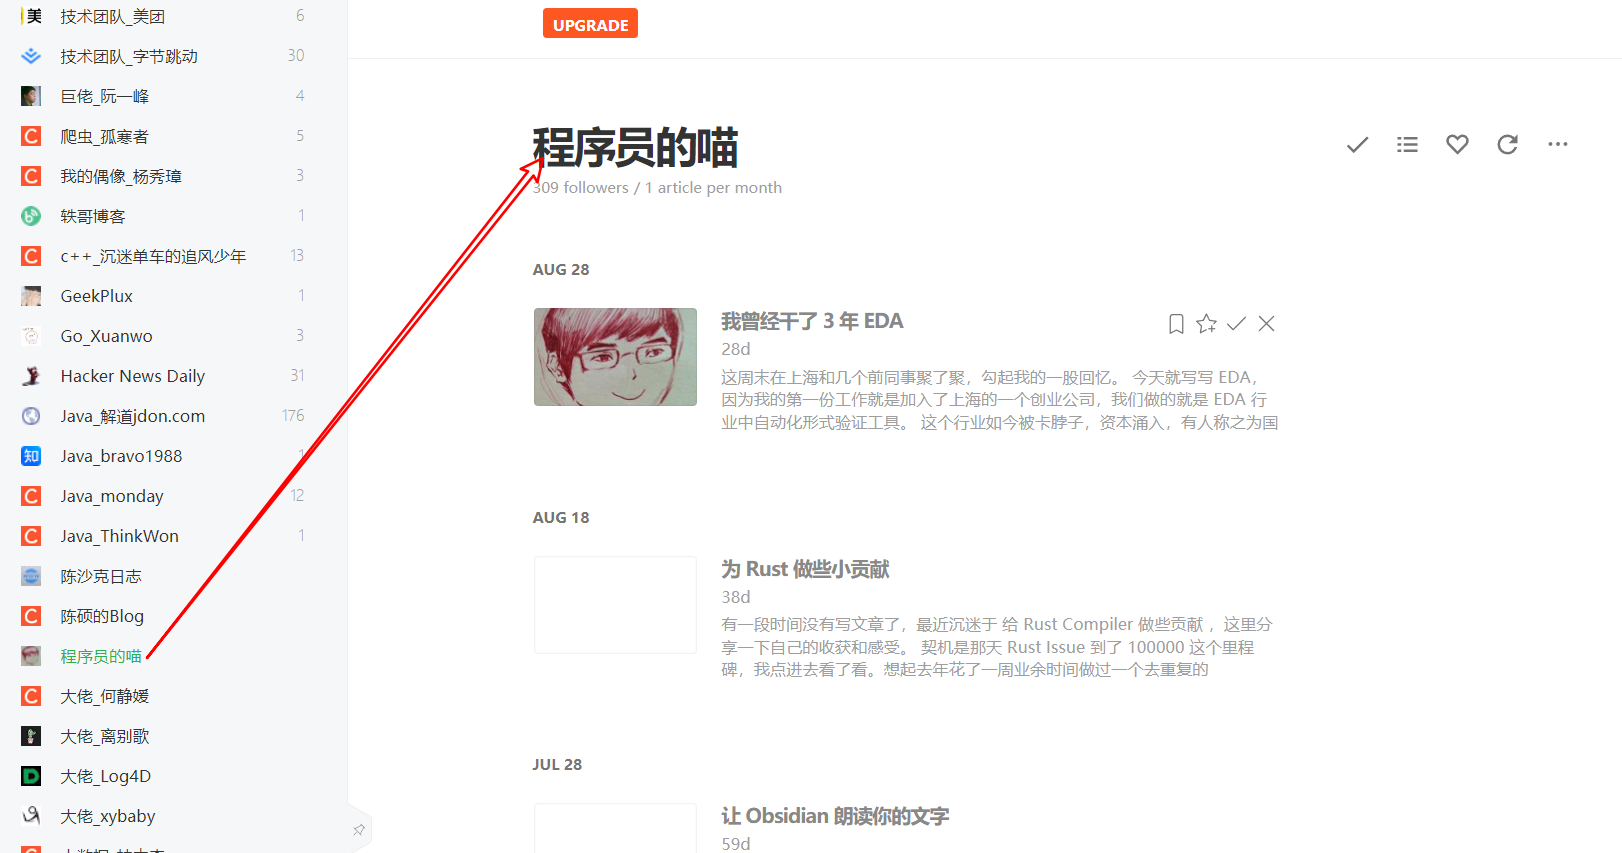 技术团队_美团 6
技术团队_字节跳动 30
巨佬_阮一峰 4
爬虫_孤寒者 5
我的偶像_杨秀璋 3
轶哥博客 1
c++_沉迷单车的追风少年 13
GeekPlux 1
Go_Xuanwo 3
Hacker News Daily 31
Java_解道jdon.com 176
Java_bravo1988 1
Java_monday 12
Java_ThinkWon 1
陈沙克日志
陈硕的Blog
程序员的喵
大佬_何静媛
大佬_离别歌
大佬_Log4D
大佬_xybaby
UPGRADE
程序员的喵
309 followers / 1 article per month
AUG 28
我曾经干了 3 年 EDA
28d
这周末在上海和几个前同事聚了聚，勾起我的一股回忆。 今天就写写 EDA，
因为我的第一份工作就是加入了上海的一个创业公司，我们做的就是 EDA 行
业中自动化形式验证工具。 这个行业如今被卡脖子，资本涌入，有人称之为国
AUG 18
为 Rust 做些小贡献
38d
有一段时间没有写文章了，最近沉迷于 给 Rust Compiler 做些贡献 ，这里分
享一下自己的收获和感受。 契机是那天 Rust Issue 到了 100000 这个里程
碑，我点进去看了看。想起去年花了一周业余时间做过一个去重复的
JUL 28
让 Obsidian 朗读你的文字
59d